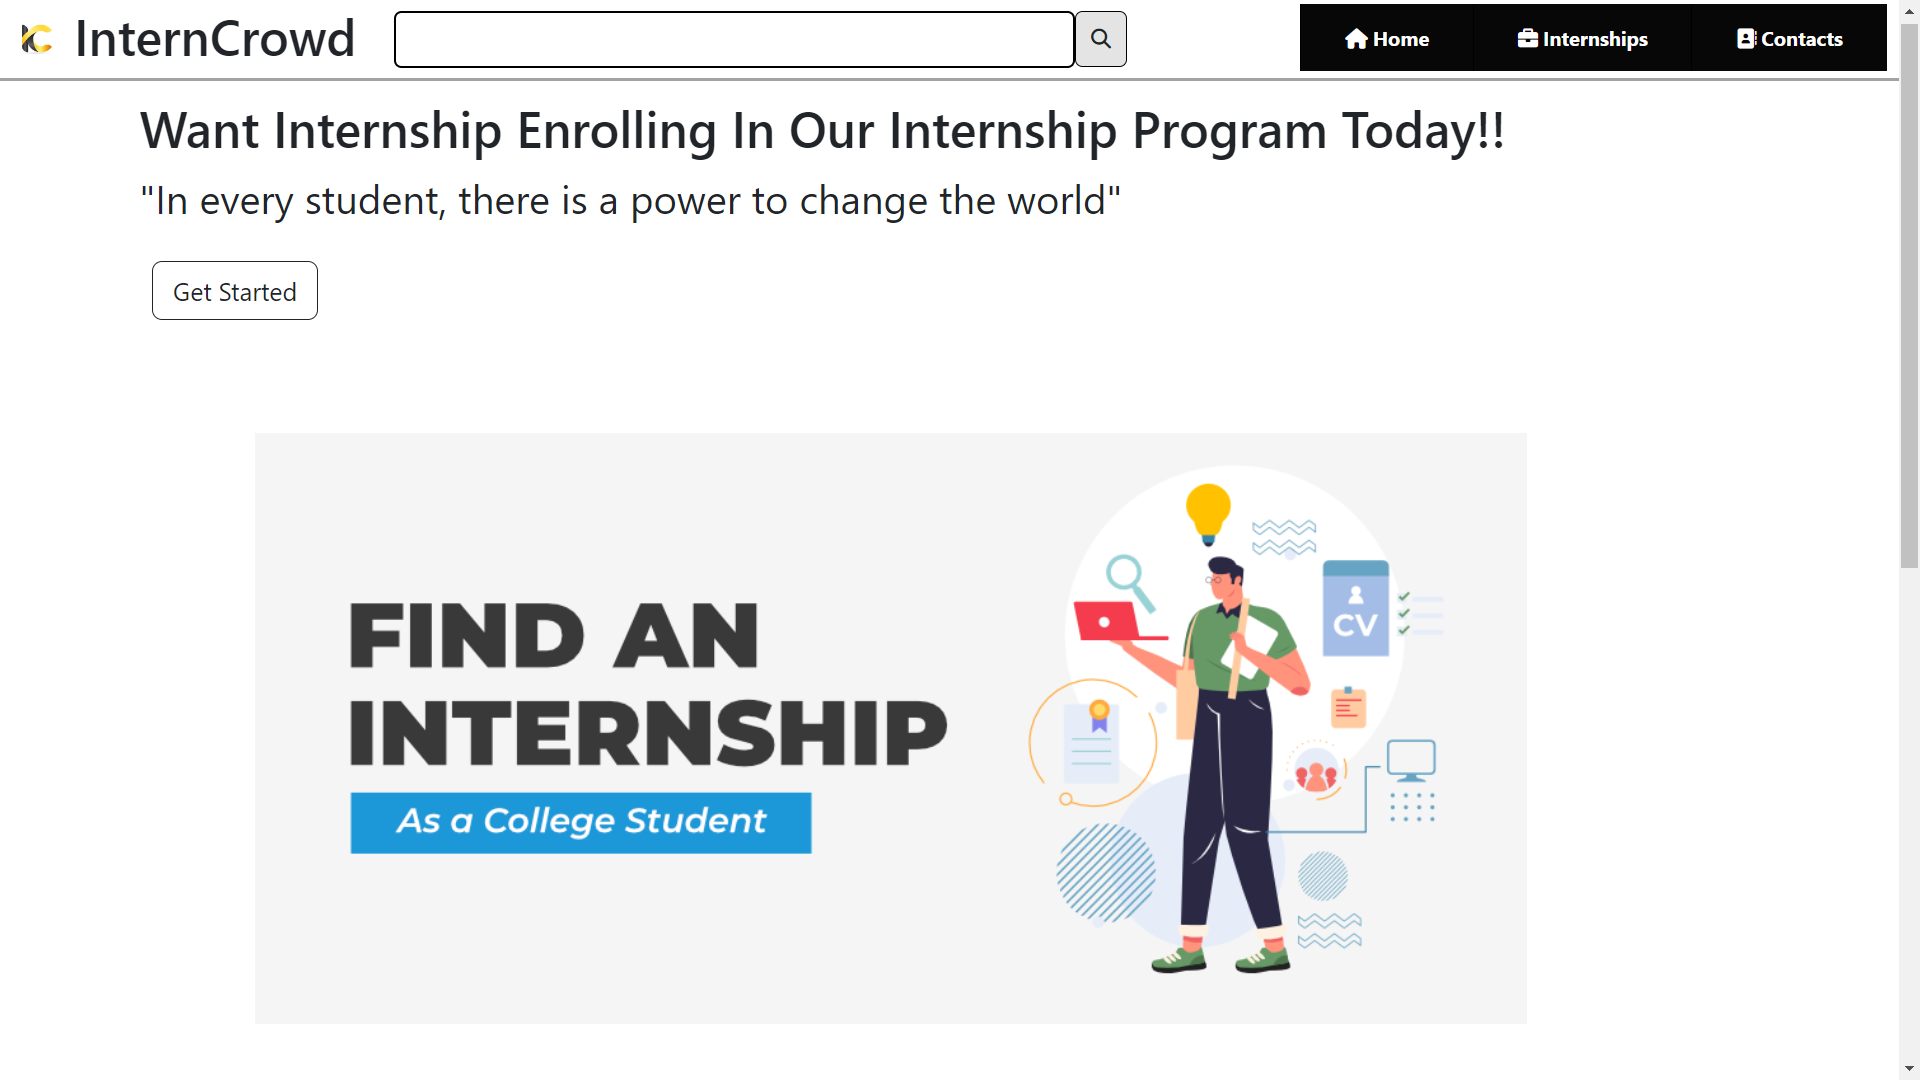 InternCrowd
Home
Internships
Contacts
Want Internship Enrolling In Our Internship Program Today!!
"In every student, there is a power to change the world"
Get Started
FIND AN
INTERNSHIP
As a College Student
CV